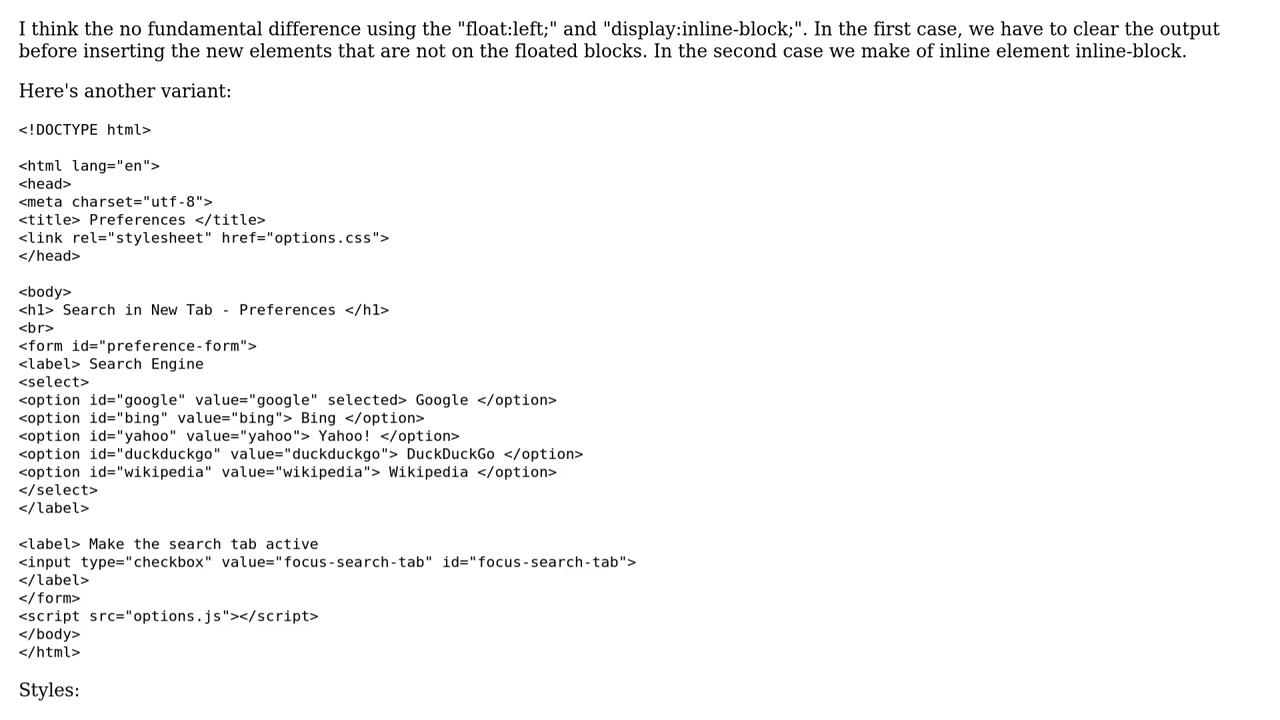 I think the no fundamental difference using the "float:left;" and "display:inline-block;". In the first case, we have to clear the output
before inserting the new elements that are not on the floated blocks. In the second case we make of inline element inline-block.
Here's another variant:
<!DOCTYPE html>
<html lang="en">
<head>
<meta charset="utf-8">
<title> Preferences </title>
<link rel="stylesheet" href="options.css">
</head>
<body>
<h1> Search in New Tab - Preferences </h1>
<br>
<form id="preference-form">
<label> Search Engine
<select>
<option id="google" value="google" selected> Google </option>
<option id="bing" value="bing"> Bing </option>
<option id="yahoo" value="yahoo"> Yahoo! </option>
<option id="duckduckgo" value="duckduckgo"> DuckDuckGo </option>
<option id="wikipedia" value="wikipedia"> Wikipedia </option>
</select>
</label>
<label> Make the search tab active
<input type="checkbox" value="focus-search-tab" id="focus-search-tab">
</label>
</form>
<script src="options.js"></script>
</body>
</html>
Styles: